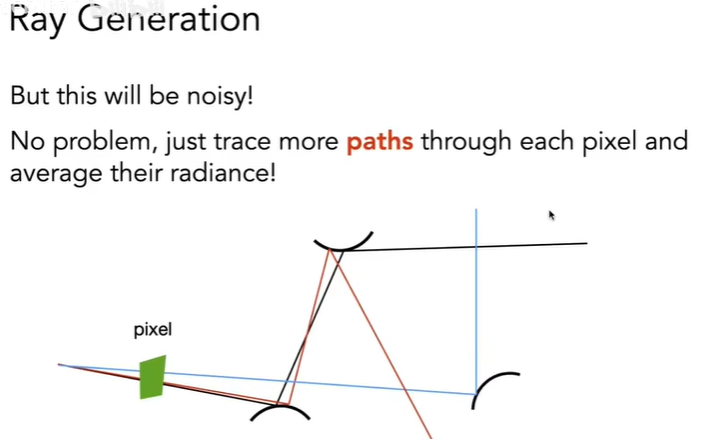 Ray Generation
But this will be noisy!
No problem, just trace more paths through each pixel and
average their radiance!
pixel